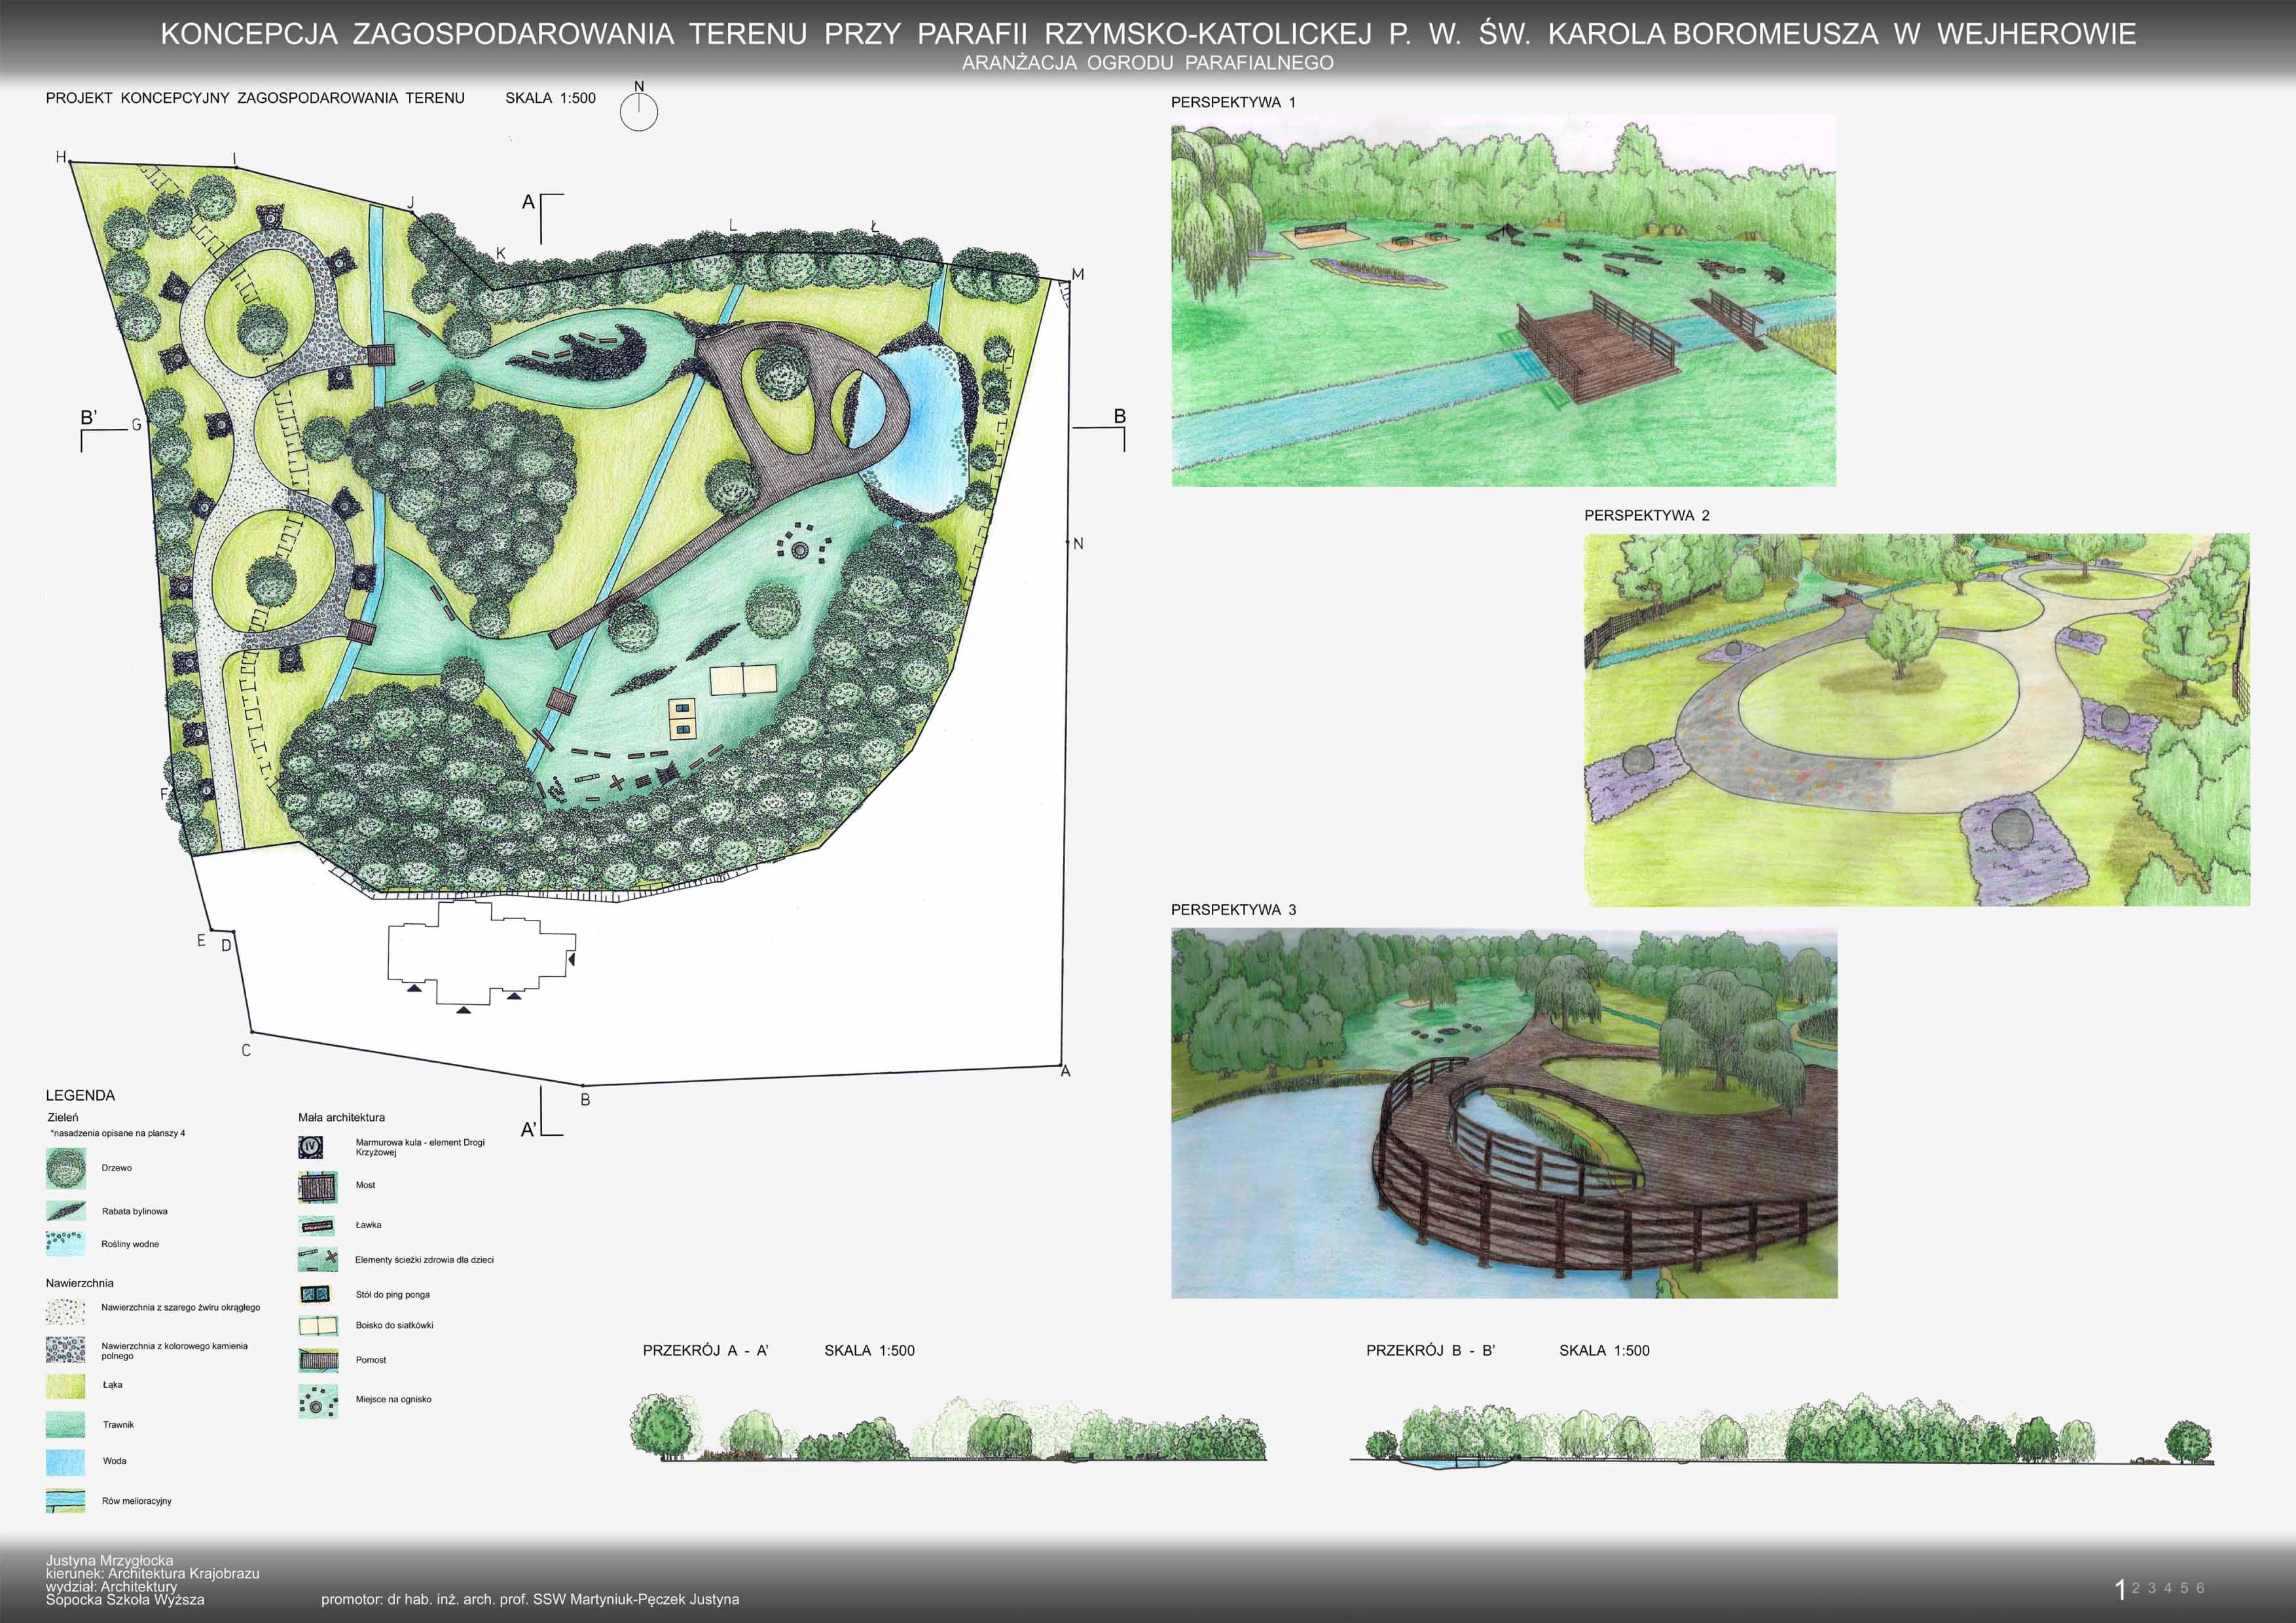 KONCEPCJA ZAGOSPODAROWANIA TERENU PRZY PARAFII RZYMSKO-KATOLICKEJ P. W. ŚW. KAROLA BOROMEUSZA W WEJHEROWIE
ARANŻACJA OGRODU PARAFIALNEGO
PROJEKT KONCEPCYJNY ZAGOSPODAROWANIA TERENU SKALA 1:500
N
H
I
J
K
L
Ł
M
A
B'
G
B
N
F
E
D
C
B
A
A'
PERSPEKTYWA 1
PERSPEKTYWA 2
PERSPEKTYWA 3
LEGENDA
Zieleń
*nasadzenia opisane na planszy 4
Drzewo
Rabata bylinowa
Rośliny wodne
Nawierzchnia
Nawierzchnia z szarego żwiru okrągłego
Nawierzchnia z kolorowego kamienia
polnego
Łąka
Trawnik
Woda
Rów melioracyjny
Mała architektura
IV
Marmurowa kula - element Drogi
Krzyżowej
Most
Ławka
Elementy ścieżki zdrowia dla dzieci
Stół do ping ponga
Boisko do siatkówki
Pomost
Miejsce na ognisko
PRZEKRÓJ A - A' SKALA 1:500
PRZEKRÓJ B - B' SKALA 1:500
Justyna Mrzygłocka
kierunek: Architektura Krajobrazu
wydział: Architektury
Sopocka Szkoła Wyższa
promotor: dr hab. inż. arch. prof. SSW Martyniuk-Pęczek Justyna
1 2 3 4 5 6